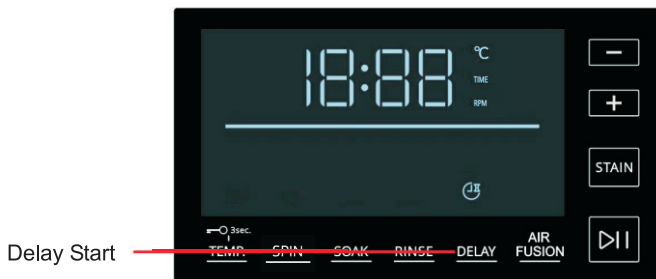 18:88
°C
TIME
RPM
−
+
STAIN
3sec.
TEMP. SPIN SOAK RINSE DELAY AIR FUSION
Delay Start